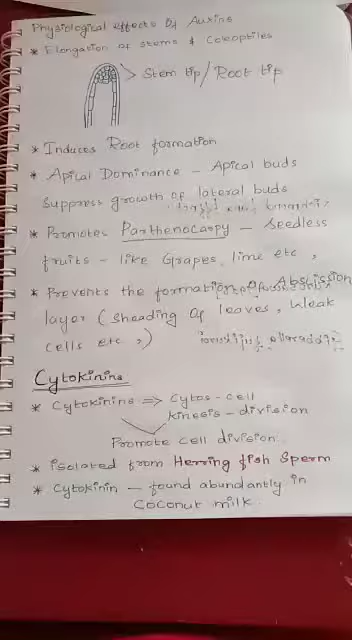 Physiological effects Of Auxins
* Elongation of stems & Coleoptiles
Stem tip/Root tip
* Induces Root formation
* Apical Dominance - Apical buds
Suppress growth of lateral buds
* Promotes Parthenocarpy - Seedless
fruits - like Grapes, lime etc,
* Prevents the formation of Abscission
layer (sheading Of leaves, weak
cells etc,)
Cytokinins
* Cytokinins => Cytos - cell
kinesis - division
Promote cell division.
* isolated from Herring fish Sperm
* Cytokinin - found abundantly in
Coconut milk.